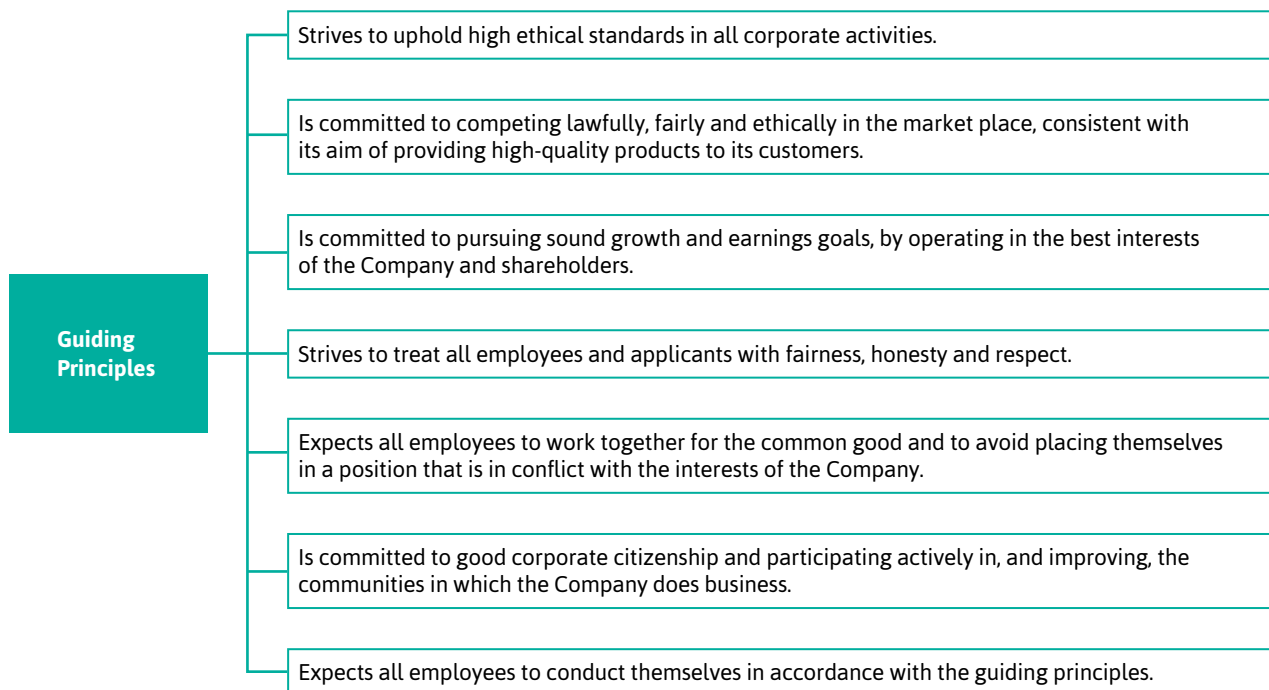 Strives to uphold high ethical standards in all corporate activities.
Is committed to competing lawfully, fairly and ethically in the market place, consistent with
its aim of providing high-quality products to its customers.
Is committed to pursuing sound growth and earnings goals, by operating in the best interests
of the Company and shareholders.
Guiding
Principles
Strives to treat all employees and applicants with fairness, honesty and respect.
Expects all employees to work together for the common good and to avoid placing themselves
in a position that is in conflict with the interests of the Company.
Is committed to good corporate citizenship and participating actively in, and improving, the
communities in which the Company does business.
Expects all employees to conduct themselves in accordance with the guiding principles.